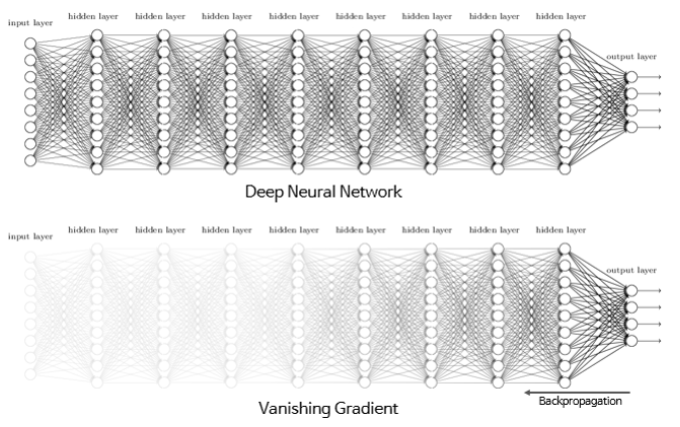 input layer
hidden layer hidden layer hidden layer hidden layer hidden layer hidden layer hidden layer hidden layer
output layer
Deep Neural Network
input layer
hidden layer hidden layer hidden layer hidden layer hidden layer hidden layer hidden layer hidden layer
output layer
Backpropagation
Vanishing Gradient